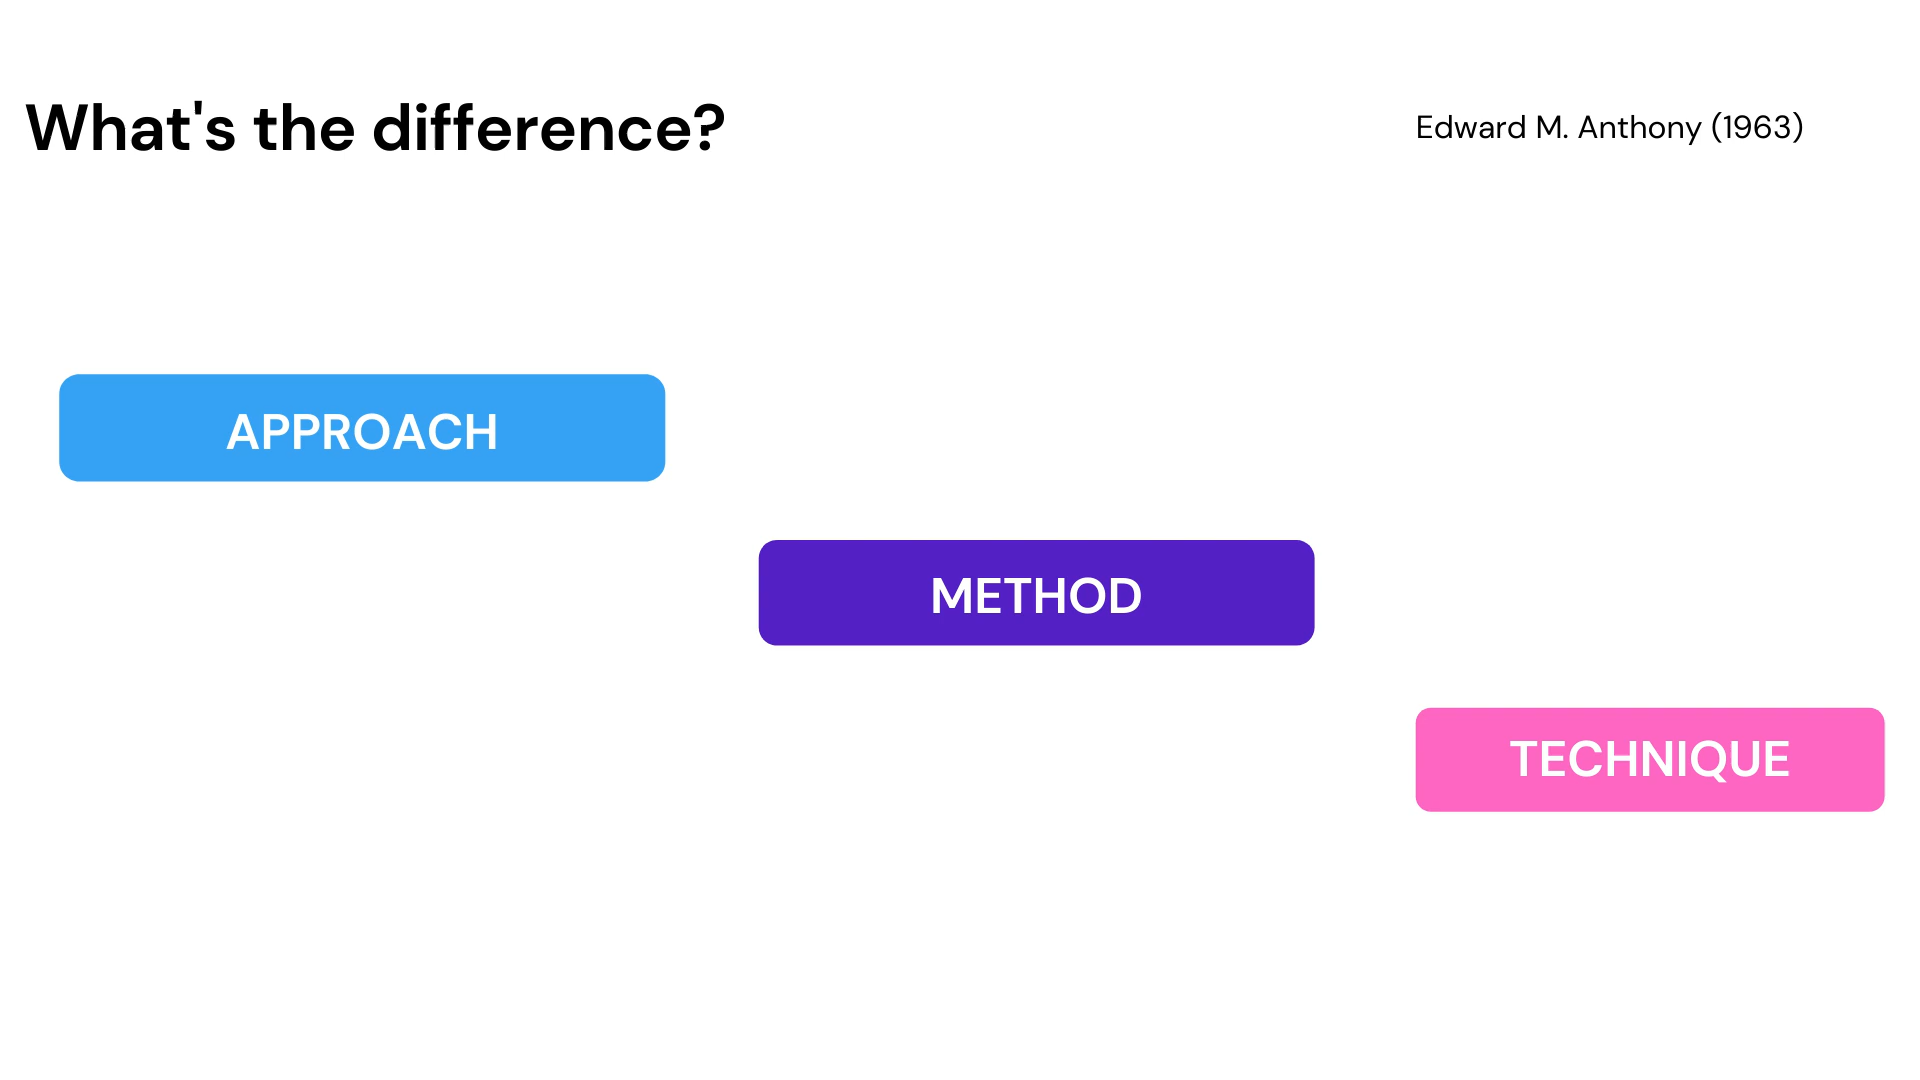 What's the difference?
Edward M. Anthony (1963)
APPROACH
METHOD
TECHNIQUE